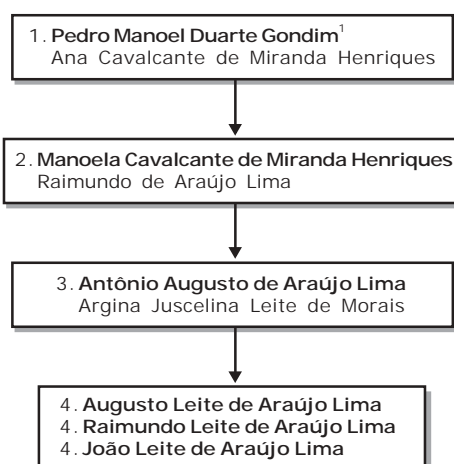 1. Pedro Manoel Duarte Gondim¹
Ana Cavalcante de Miranda Henriques
2. Manoela Cavalcante de Miranda Henriques
Raimundo de Araújo Lima
3. Antônio Augusto de Araújo Lima
Argina Juscelina Leite de Morais
4. Augusto Leite de Araújo Lima
4. Raimundo Leite de Araújo Lima
4. João Leite de Araújo Lima